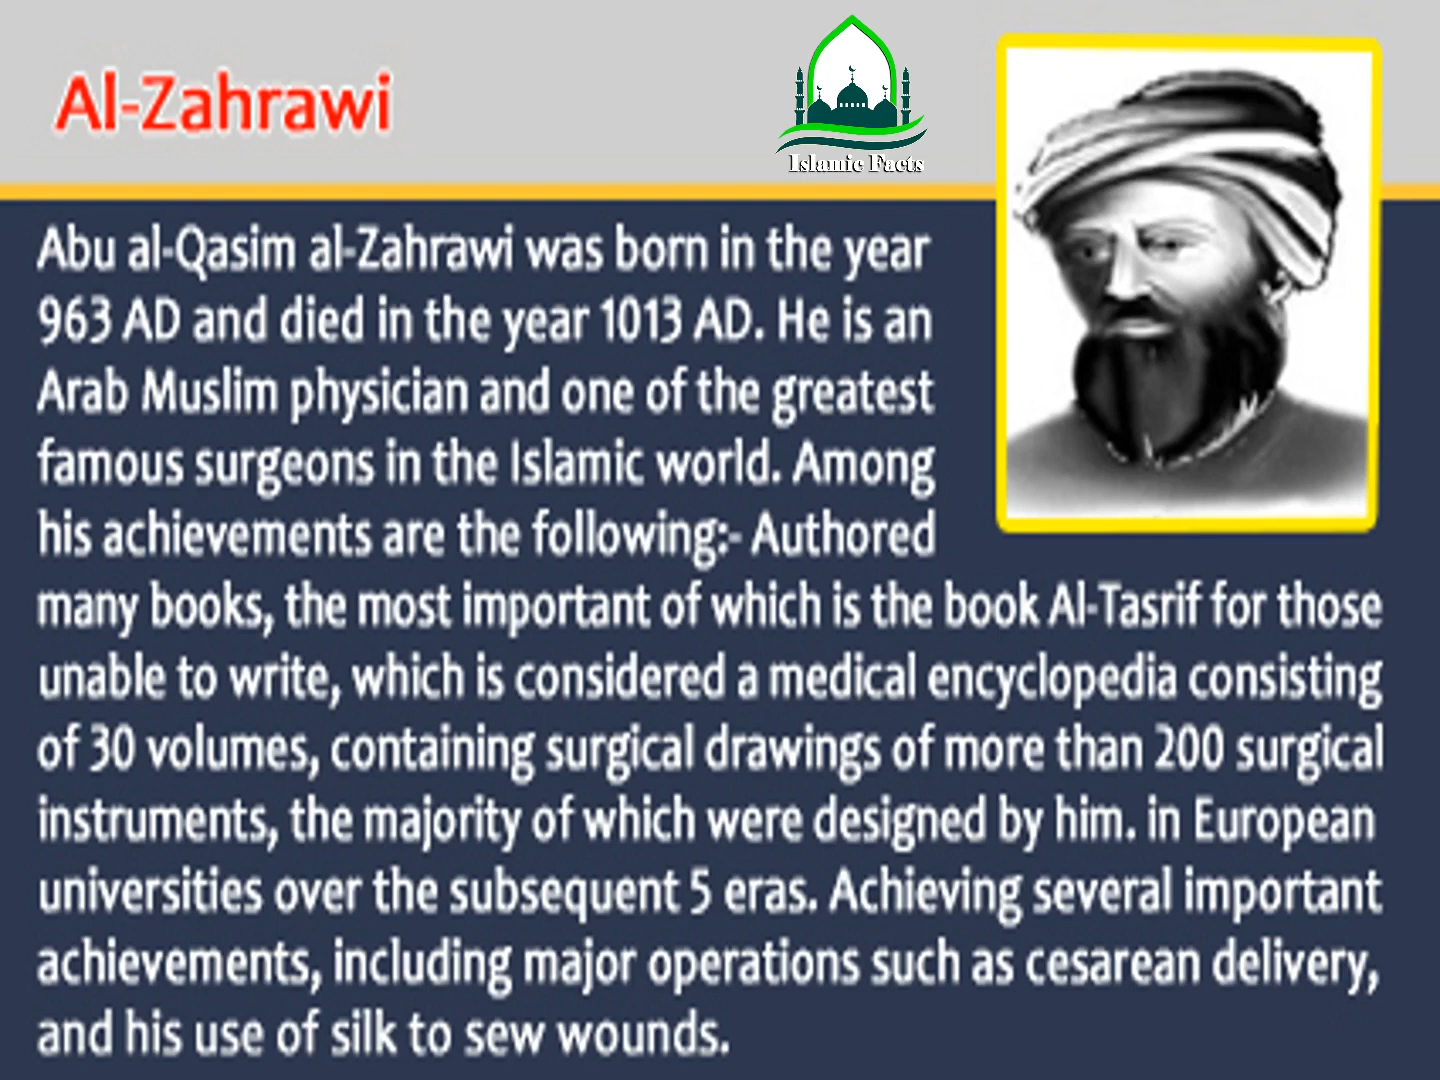 Al-Zahrawi
Islamic Facts
Abu al-Qasim al-Zahrawi was born in the year
963 AD and died in the year 1013 AD. He is an
Arab Muslim physician and one of the greatest
famous surgeons in the Islamic world. Among
his achievements are the following:- Authored
many books, the most important of which is the book Al-Tasrif for those
unable to write, which is considered a medical encyclopedia consisting
of 30 volumes, containing surgical drawings of more than 200 surgical
instruments, the majority of which were designed by him. in European
universities over the subsequent 5 eras. Achieving several important
achievements, including major operations such as cesarean delivery,
and his use of silk to sew wounds.